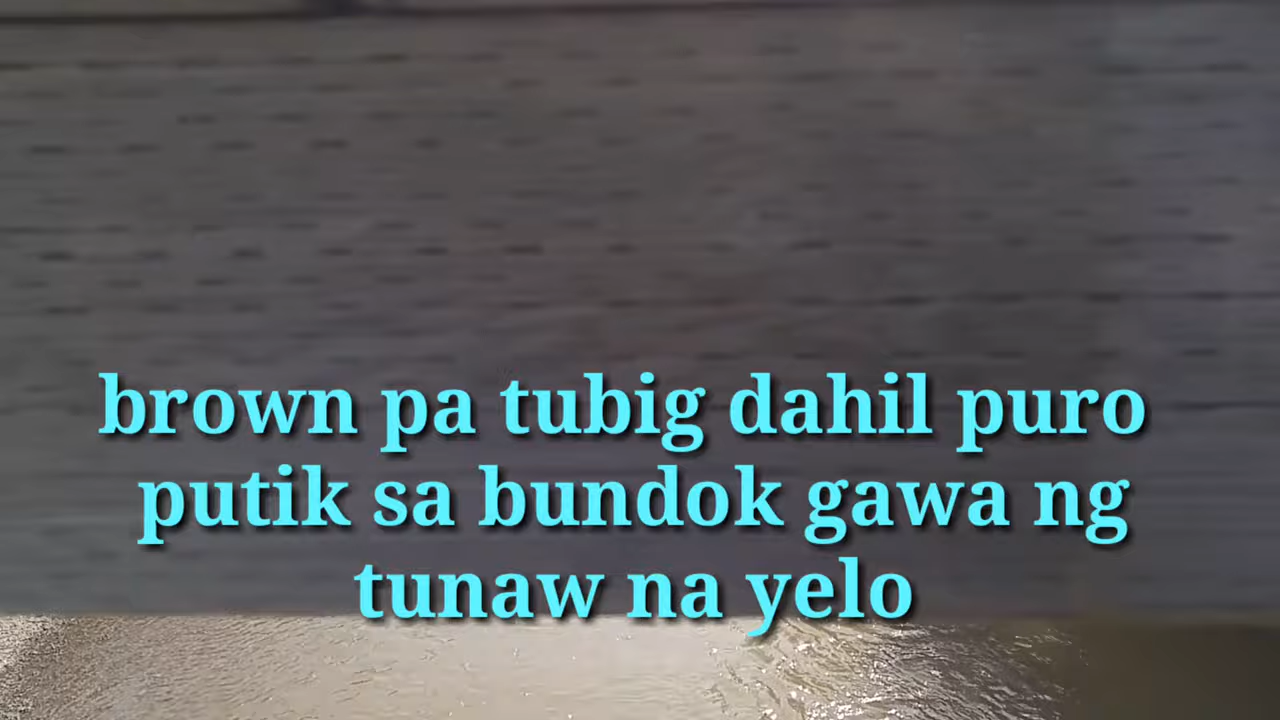 brown pa tubig dahil puro
putik sa bundok gawa ng
tunaw na yelo